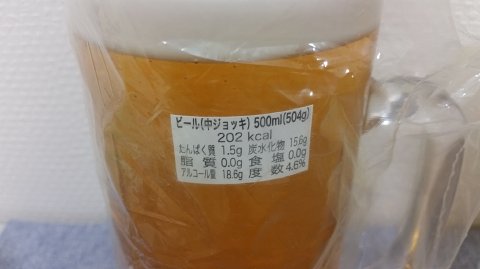 ビール(中ジョッキ) 500ml(504g)
202 kcal
たんぱく質 1.5g 炭水化物 15.6g
脂質 0.0g 食塩 0.0g
アルコール量 18.6g 度数 4.6%